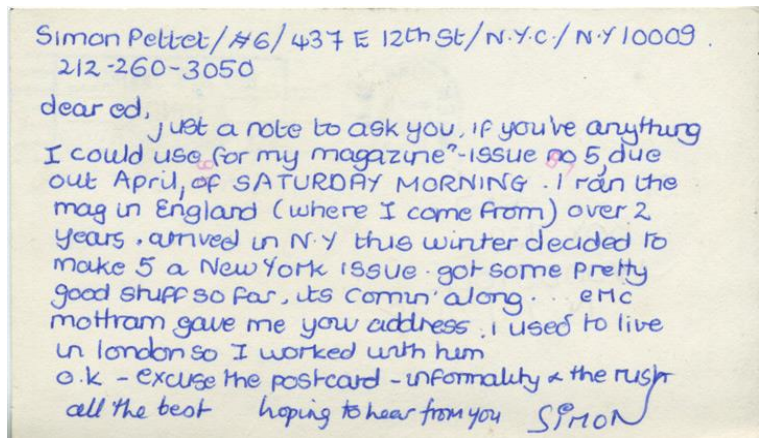 Simon Pettet/#6/437 E 12th St/N.Y.C./N.Y 10009.
212-260-3050
dear ed,
just a note to ask you, if you've anything
I could use for my magazine"-issue no 5, due
out April, of SATURDAY MORNING. I ran the
mag in England (where I come from) over 2
years. arrived in N.Y this winter decided to
make 5 a New York issue. got some pretty
good stuff so far, its comin' along... eric
mottram gave me your address. i used to live
in london so I worked with him
o.k - excuse the postcard - informality & the rush
all the best hoping to hear from you SIMON